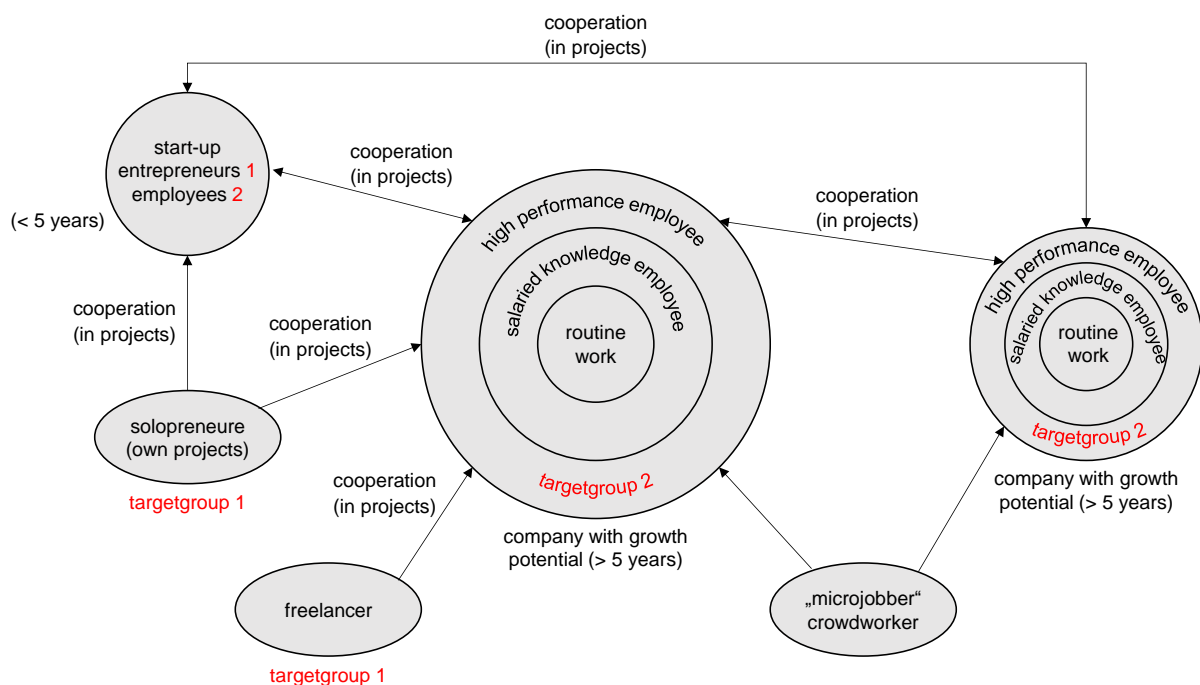 cooperation
(in projects)
start-up
entrepreneurs 1
employees 2
(< 5 years)
cooperation
(in projects)
cooperation
(in projects)
cooperation
(in projects)
cooperation
(in projects)
high performance employee
salaried knowledge employee
routine
work
targetgroup 2
company with growth
potential (> 5 years)
high performance employee
salaried knowledge employee
routine
work
targetgroup 2
company with growth
potential (> 5 years)
solopreneure
(own projects)
targetgroup 1
cooperation
(in projects)
freelancer
targetgroup 1
„microjobber“
crowdworker